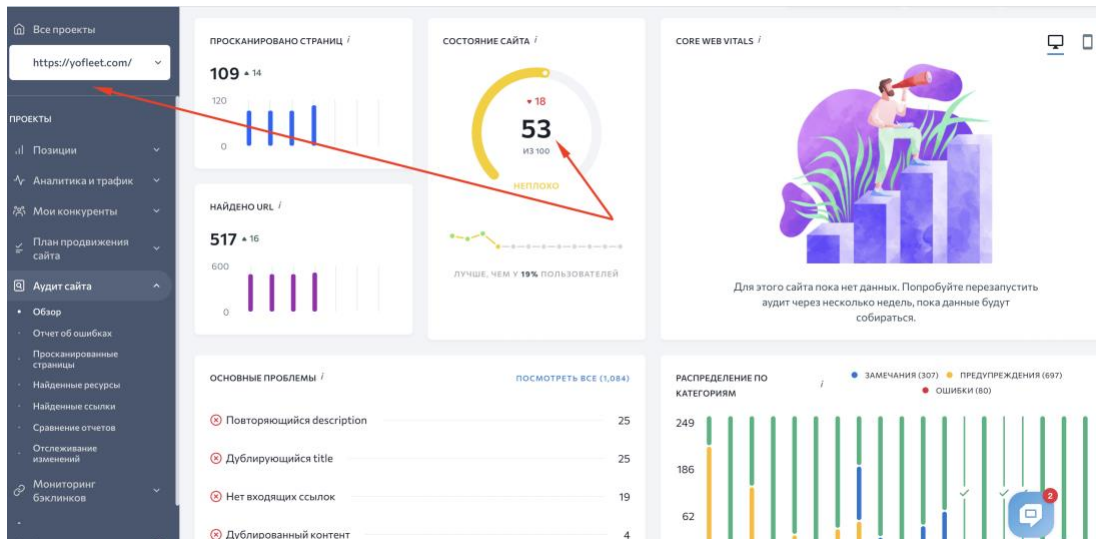 Все проекты
https://yofleet.com/
ПРОЕКТЫ
Позиции
Аналитика и трафик
Мои конкуренты
План продвижения
сайта
Аудит сайта
Обзор
Отчет об ошибках
Просканированные
страницы
Найденные ресурсы
Найденные ссылки
Сравнение отчетов
Отслеживание
изменений
Мониторинг
бэклинков
ПРОСКАНИРОВАНО СТРАНИЦ i
109 ▲ 14
120
0
НАЙДЕНО URL i
517 ▲ 16
600
0
СОСТОЯНИЕ САЙТА i
▼ 18
53
ИЗ 100
НЕПЛОХО
ЛУЧШЕ, ЧЕМ У 19% ПОЛЬЗОВАТЕЛЕЙ
CORE WEB VITALS i
Для этого сайта пока нет данных. Попробуйте перезапустить
аудит через несколько недель, пока данные будут
собираться.
ОСНОВНЫЕ ПРОБЛЕМЫ i
ПОСМОТРЕТЬ ВСЕ (1,084)
Повторяющийся description 25
Дублирующийся title 25
Нет входящих ссылок 19
Дублированный контент 4
РАСПРЕДЕЛЕНИЕ ПО
КАТЕГОРИЯМ i
ЗАМЕЧАНИЯ (307) ПРЕДУПРЕЖДЕНИЯ (697)
ОШИБКИ (80)
249
186
62
2